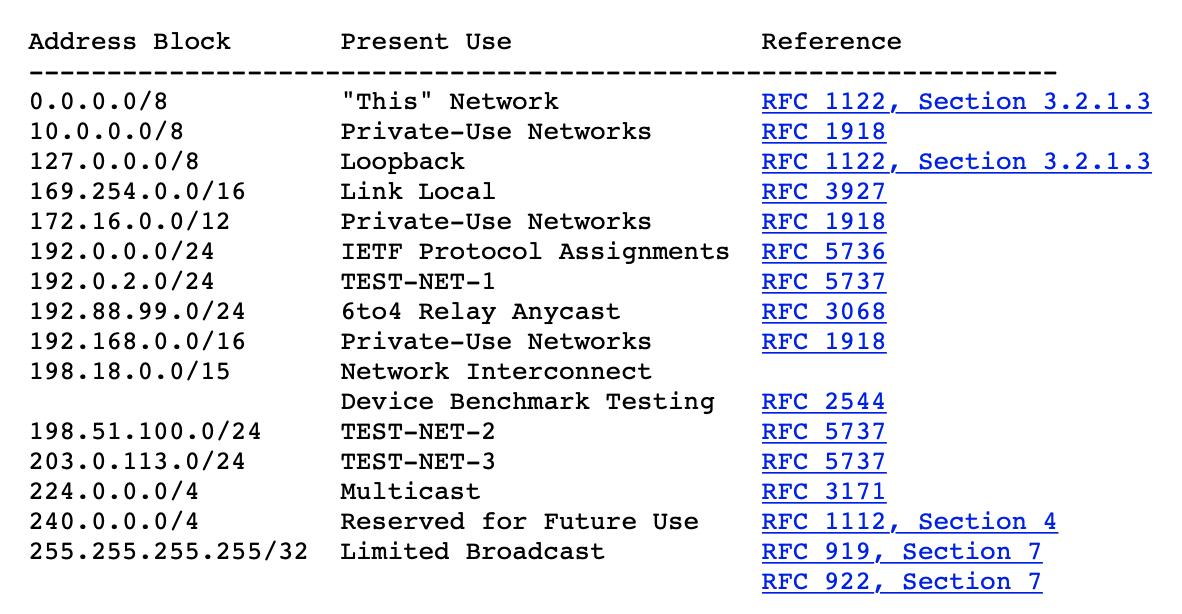 Address Block Present Use Reference
------------------------------------------------------------------
0.0.0.0/8 "This" Network RFC 1122, Section 3.2.1.3
10.0.0.0/8 Private-Use Networks RFC 1918
127.0.0.0/8 Loopback RFC 1122, Section 3.2.1.3
169.254.0.0/16 Link Local RFC 3927
172.16.0.0/12 Private-Use Networks RFC 1918
192.0.0.0/24 IETF Protocol Assignments RFC 5736
192.0.2.0/24 TEST-NET-1 RFC 5737
192.88.99.0/24 6to4 Relay Anycast RFC 3068
192.168.0.0/16 Private-Use Networks RFC 1918
198.18.0.0/15 Network Interconnect
Device Benchmark Testing RFC 2544
198.51.100.0/24 TEST-NET-2 RFC 5737
203.0.113.0/24 TEST-NET-3 RFC 5737
224.0.0.0/4 Multicast RFC 3171
240.0.0.0/4 Reserved for Future Use RFC 1112, Section 4
255.255.255.255/32 Limited Broadcast RFC 919, Section 7
RFC 922, Section 7